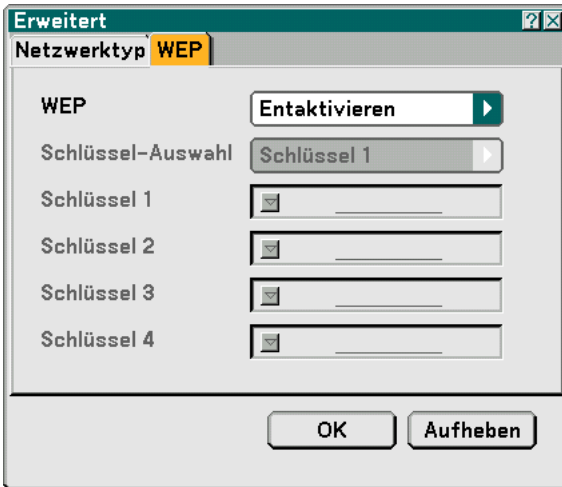 Erweitert
Netzwerktyp WEP
WEP Entaktivieren
Schlüssel-Auswahl Schlüssel 1
Schlüssel 1
Schlüssel 2
Schlüssel 3
Schlüssel 4
OK Aufheben